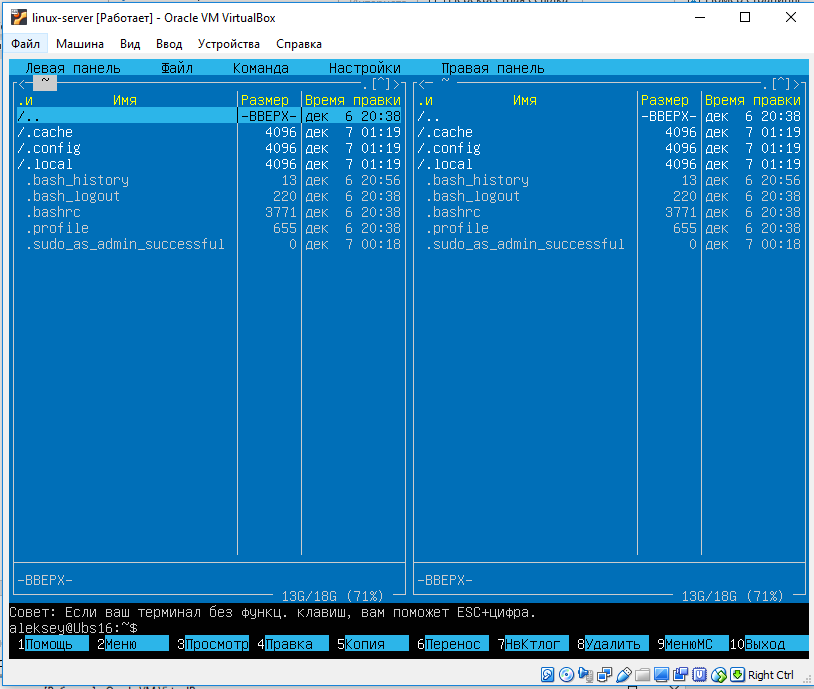 linux-server [Работает] - Oracle VM VirtualBox
Файл Машина Вид Ввод Устройства Справка
Левая панель Файл Команда Настройки Правая панель
<- ~ .[^]> <- ~ .[^]>
.и Имя Размер Время правки .и Имя Размер Время правки
/.. -ВВЕРХ- дек 6 20:38 /.. -ВВЕРХ- дек 6 20:38
/.cache 4096 дек 7 01:19 /.cache 4096 дек 7 01:19
/.config 4096 дек 7 01:19 /.config 4096 дек 7 01:19
/.local 4096 дек 7 01:19 /.local 4096 дек 7 01:19
.bash_history 13 дек 6 20:56 .bash_history 13 дек 6 20:56
.bash_logout 220 дек 6 20:38 .bash_logout 220 дек 6 20:38
.bashrc 3771 дек 6 20:38 .bashrc 3771 дек 6 20:38
.profile 655 дек 6 20:38 .profile 655 дек 6 20:38
.sudo_as_admin_successful 0 дек 7 00:18 .sudo_as_admin_successful 0 дек 7 00:18
-ВВЕРХ- -ВВЕРХ-
13G/18G (71%) 13G/18G (71%)
Совет: Если ваш терминал без функц. клавиш, вам поможет ESC+цифра.
aleksey@Ubs16:~$
1Помощь 2Меню 3Просмотр 4Правка 5Копия 6Перенос 7НвКтлог 8Удалить 9МенюМС 10Выход
Right Ctrl